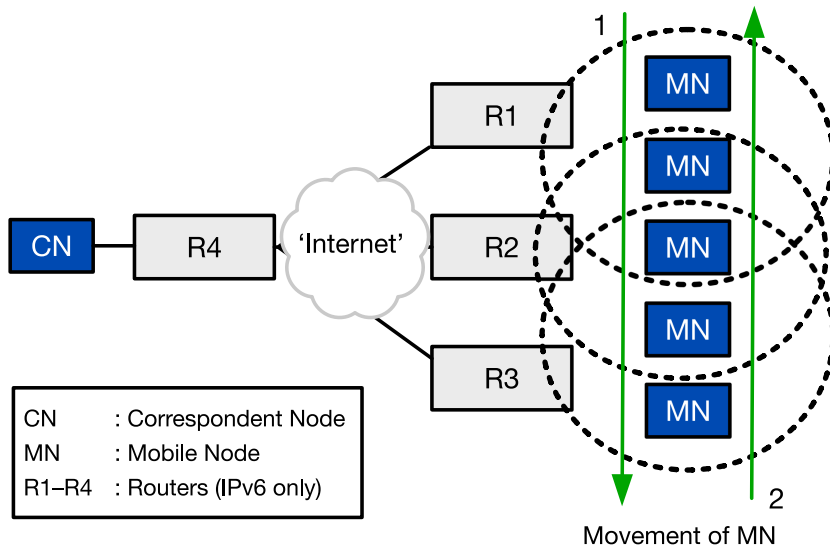 1
MN
R1
MN
CN
R4
'Internet'
R2
MN
MN
R3
MN
CN : Correspondent Node
MN : Mobile Node
R1–R4 : Routers (IPv6 only)
2
Movement of MN